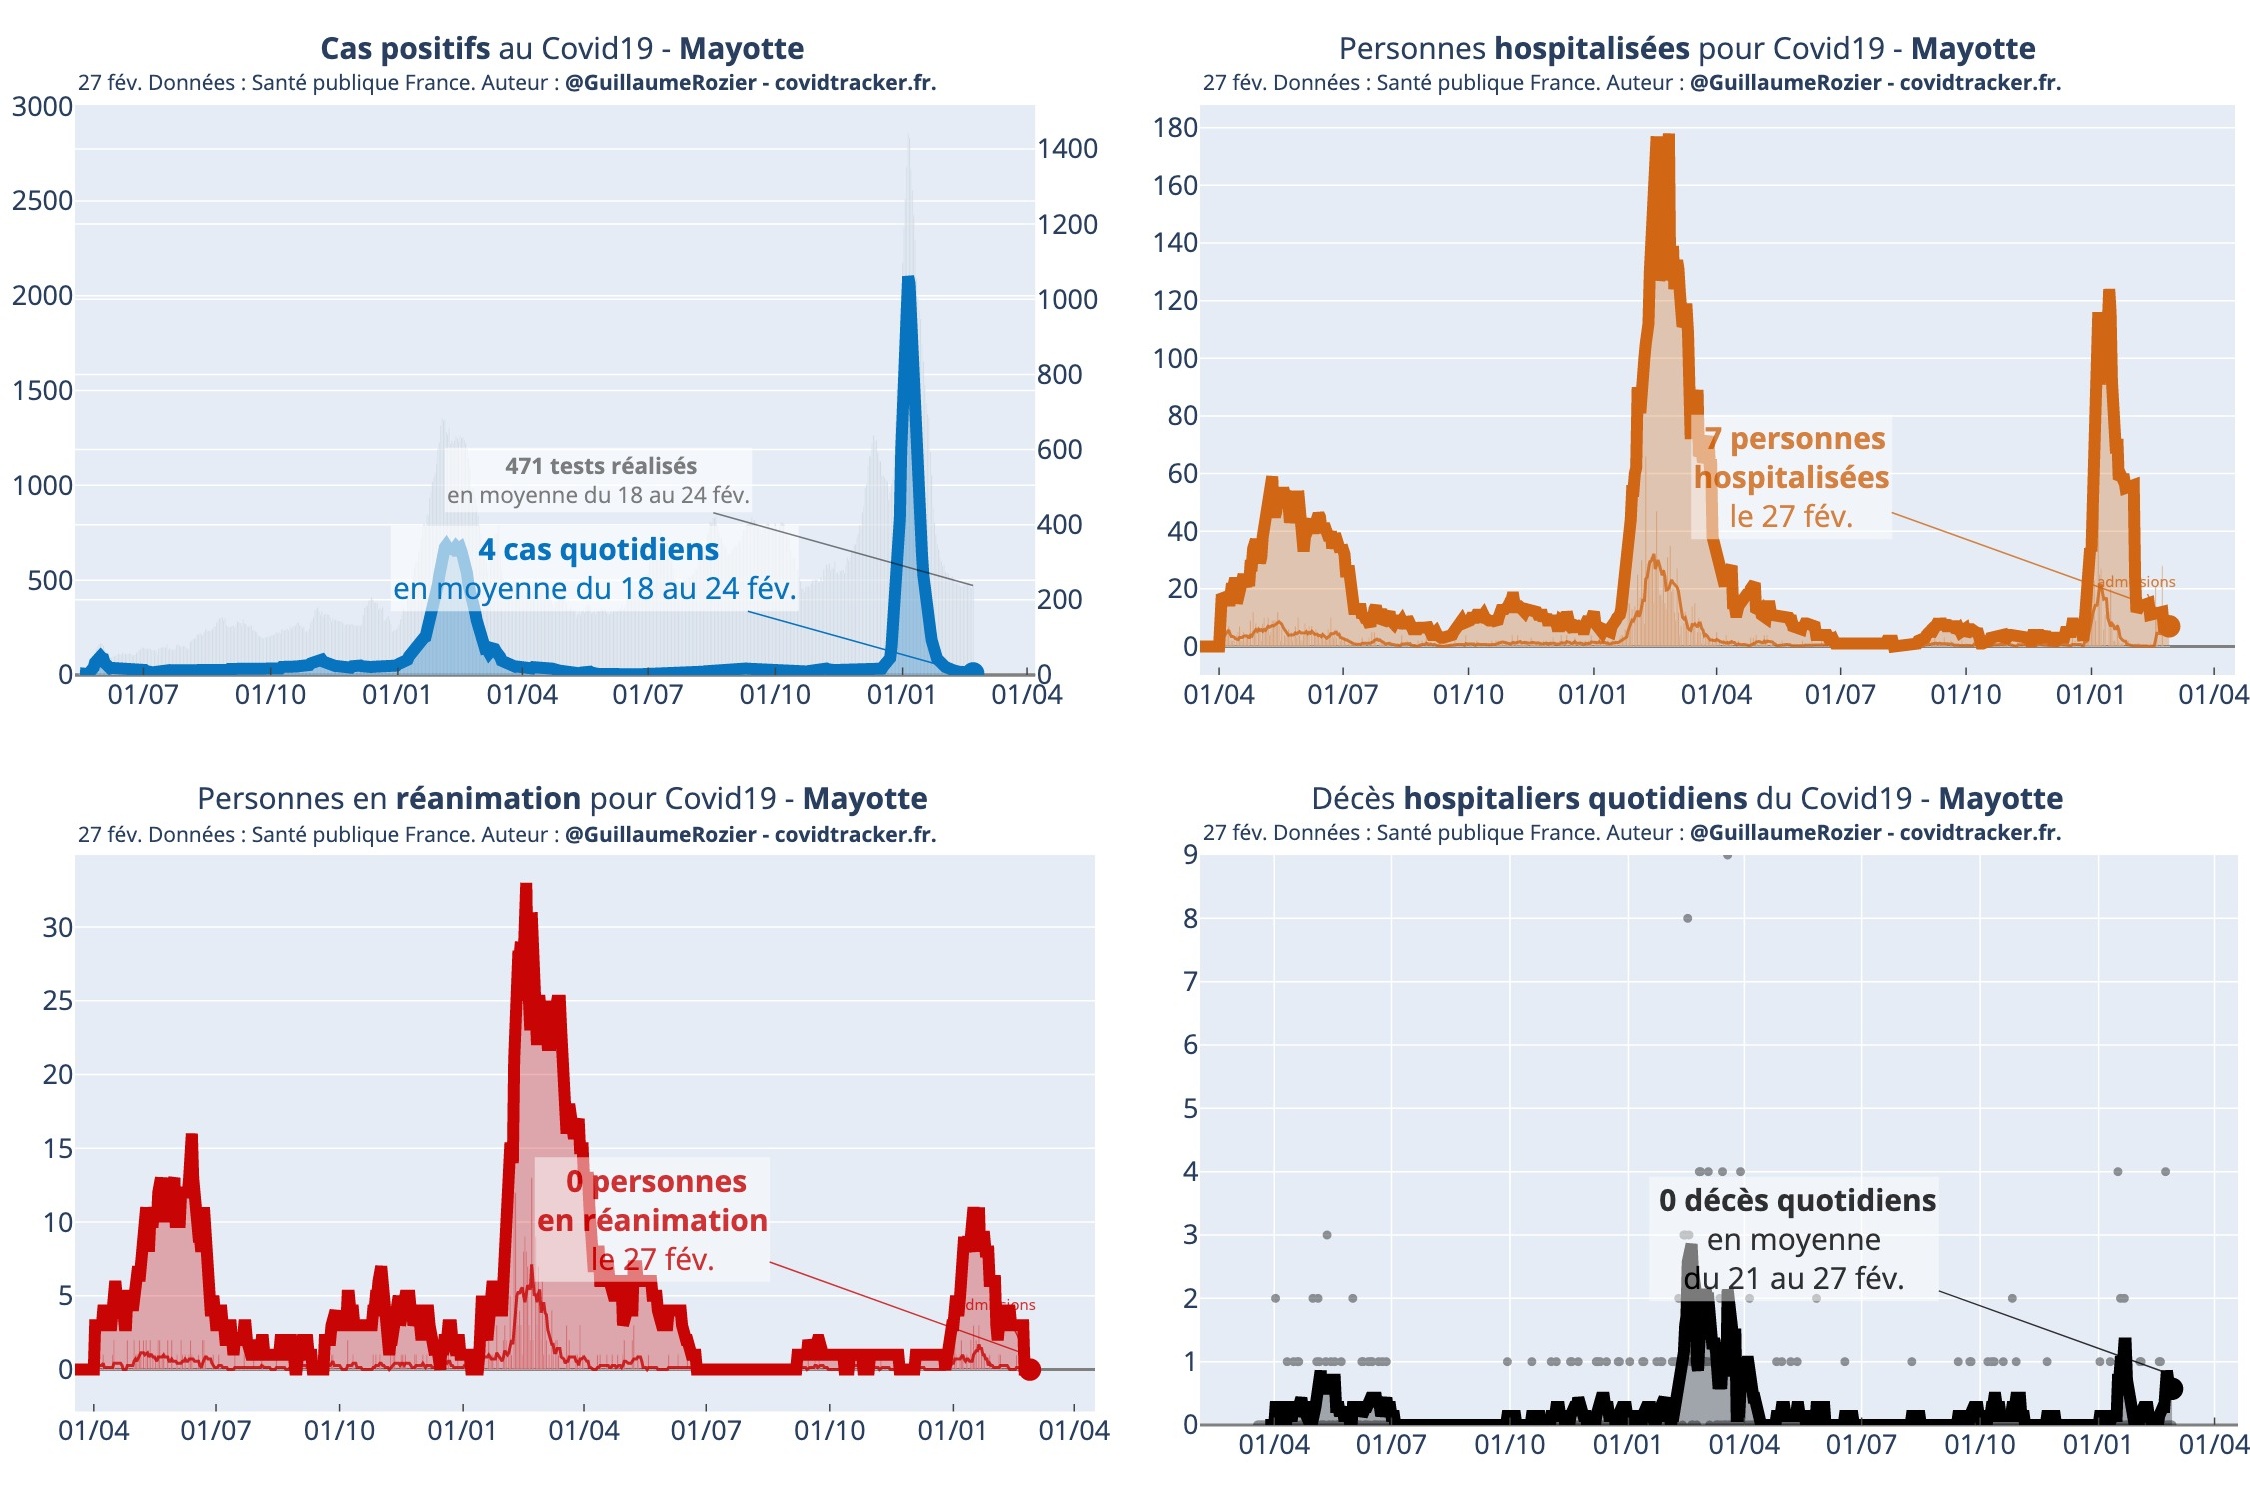 Cas positifs au Covid19 - Mayotte
27 fév. Données : Santé publique France. Auteur : @GuillaumeRozier - covidtracker.fr.
3000
2500
2000
1500
1000
500
0
1400
1200
1000
800
600
400
200
0
471 tests réalisés
en moyenne du 18 au 24 fév.
4 cas quotidiens
en moyenne du 18 au 24 fév.
01/07 01/10 01/01 01/04 01/07 01/10 01/01 01/04
Personnes hospitalisées pour Covid19 - Mayotte
27 fév. Données : Santé publique France. Auteur : @GuillaumeRozier - covidtracker.fr.
180
160
140
120
100
80
60
40
20
0
7 personnes
hospitalisées
le 27 fév.
admissions
01/04 01/07 01/10 01/01 01/04 01/07 01/10 01/01 01/04
Personnes en réanimation pour Covid19 - Mayotte
27 fév. Données : Santé publique France. Auteur : @GuillaumeRozier - covidtracker.fr.
30
25
20
15
10
5
0
0 personnes
en réanimation
le 27 fév.
admissions
01/04 01/07 01/10 01/01 01/04 01/07 01/10 01/01 01/04
Décès hospitaliers quotidiens du Covid19 - Mayotte
27 fév. Données : Santé publique France. Auteur : @GuillaumeRozier - covidtracker.fr.
9
8
7
6
5
4
3
2
1
0
0 décès quotidiens
en moyenne
du 21 au 27 fév.
01/04 01/07 01/10 01/01 01/04 01/07 01/10 01/01 01/04